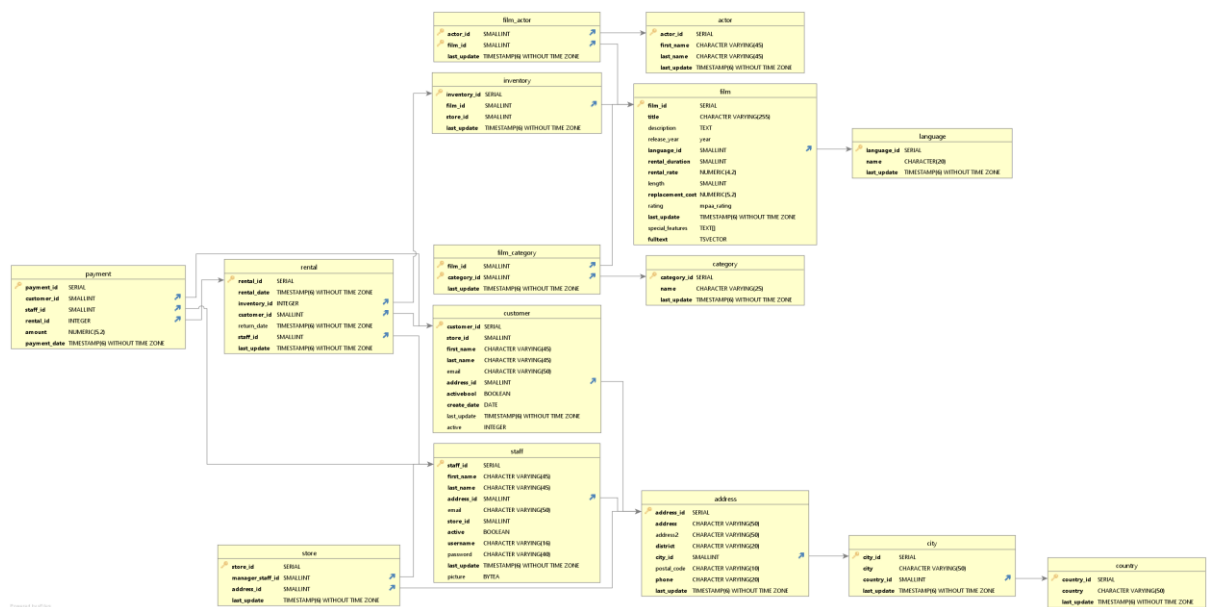 film_actor
actor_id SMALLINT
film_id SMALLINT
last_update TIMESTAMP(6) WITHOUT TIME ZONE
actor
actor_id SERIAL
first_name CHARACTER VARYING(45)
last_name CHARACTER VARYING(45)
last_update TIMESTAMP(6) WITHOUT TIME ZONE
inventory
inventory_id SERIAL
film_id SMALLINT
store_id SMALLINT
last_update TIMESTAMP(6) WITHOUT TIME ZONE
film
film_id SERIAL
title CHARACTER VARYING(255)
description TEXT
release_year year
language_id SMALLINT
rental_duration SMALLINT
rental_rate NUMERIC(4,2)
length SMALLINT
replacement_cost NUMERIC(5,2)
rating mpaa_rating
last_update TIMESTAMP(6) WITHOUT TIME ZONE
special_features TEXT[]
fulltext TSVECTOR
language
language_id SERIAL
name CHARACTER(20)
last_update TIMESTAMP(6) WITHOUT TIME ZONE
film_category
film_id SMALLINT
category_id SMALLINT
last_update TIMESTAMP(6) WITHOUT TIME ZONE
category
category_id SERIAL
name CHARACTER VARYING(25)
last_update TIMESTAMP(6) WITHOUT TIME ZONE
payment
payment_id SERIAL
customer_id SMALLINT
staff_id SMALLINT
rental_id INTEGER
amount NUMERIC(5,2)
payment_date TIMESTAMP(6) WITHOUT TIME ZONE
rental
rental_id SERIAL
rental_date TIMESTAMP(6) WITHOUT TIME ZONE
inventory_id INTEGER
customer_id SMALLINT
return_date TIMESTAMP(6) WITHOUT TIME ZONE
staff_id SMALLINT
last_update TIMESTAMP(6) WITHOUT TIME ZONE
customer
customer_id SERIAL
store_id SMALLINT
first_name CHARACTER VARYING(45)
last_name CHARACTER VARYING(45)
email CHARACTER VARYING(50)
address_id SMALLINT
activebool BOOLEAN
create_date DATE
last_update TIMESTAMP(6) WITHOUT TIME ZONE
active INTEGER
staff
staff_id SERIAL
first_name CHARACTER VARYING(45)
last_name CHARACTER VARYING(45)
address_id SMALLINT
email CHARACTER VARYING(50)
store_id SMALLINT
active BOOLEAN
username CHARACTER VARYING(16)
password CHARACTER VARYING(40)
last_update TIMESTAMP(6) WITHOUT TIME ZONE
picture BYTEA
store
store_id SERIAL
manager_staff_id SMALLINT
address_id SMALLINT
last_update TIMESTAMP(6) WITHOUT TIME ZONE
address
address_id SERIAL
address CHARACTER VARYING(50)
address2 CHARACTER VARYING(50)
district CHARACTER VARYING(20)
city_id SMALLINT
postal_code CHARACTER VARYING(10)
phone CHARACTER VARYING(20)
last_update TIMESTAMP(6) WITHOUT TIME ZONE
city
city_id SERIAL
city CHARACTER VARYING(50)
country_id SMALLINT
last_update TIMESTAMP(6) WITHOUT TIME ZONE
country
country_id SERIAL
country CHARACTER VARYING(50)
last_update TIMESTAMP(6) WITHOUT TIME ZONE